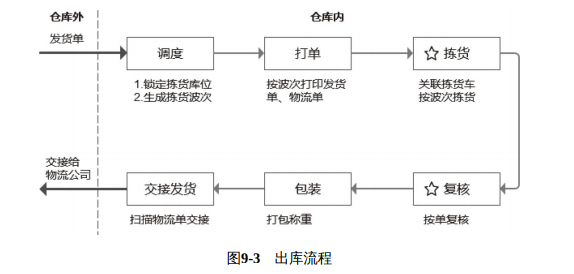 仓库外
仓库内
发货单
调度
打单
☆ 拣货
1.锁定拣货库位
2.生成拣货波次
按波次打印发货
单、物流单
关联拣货车
按波次拣货
交接给
物流公司
交接发货
包装
☆ 复核
扫描物流单交接
打包称重
按单复核
图9-3 出库流程